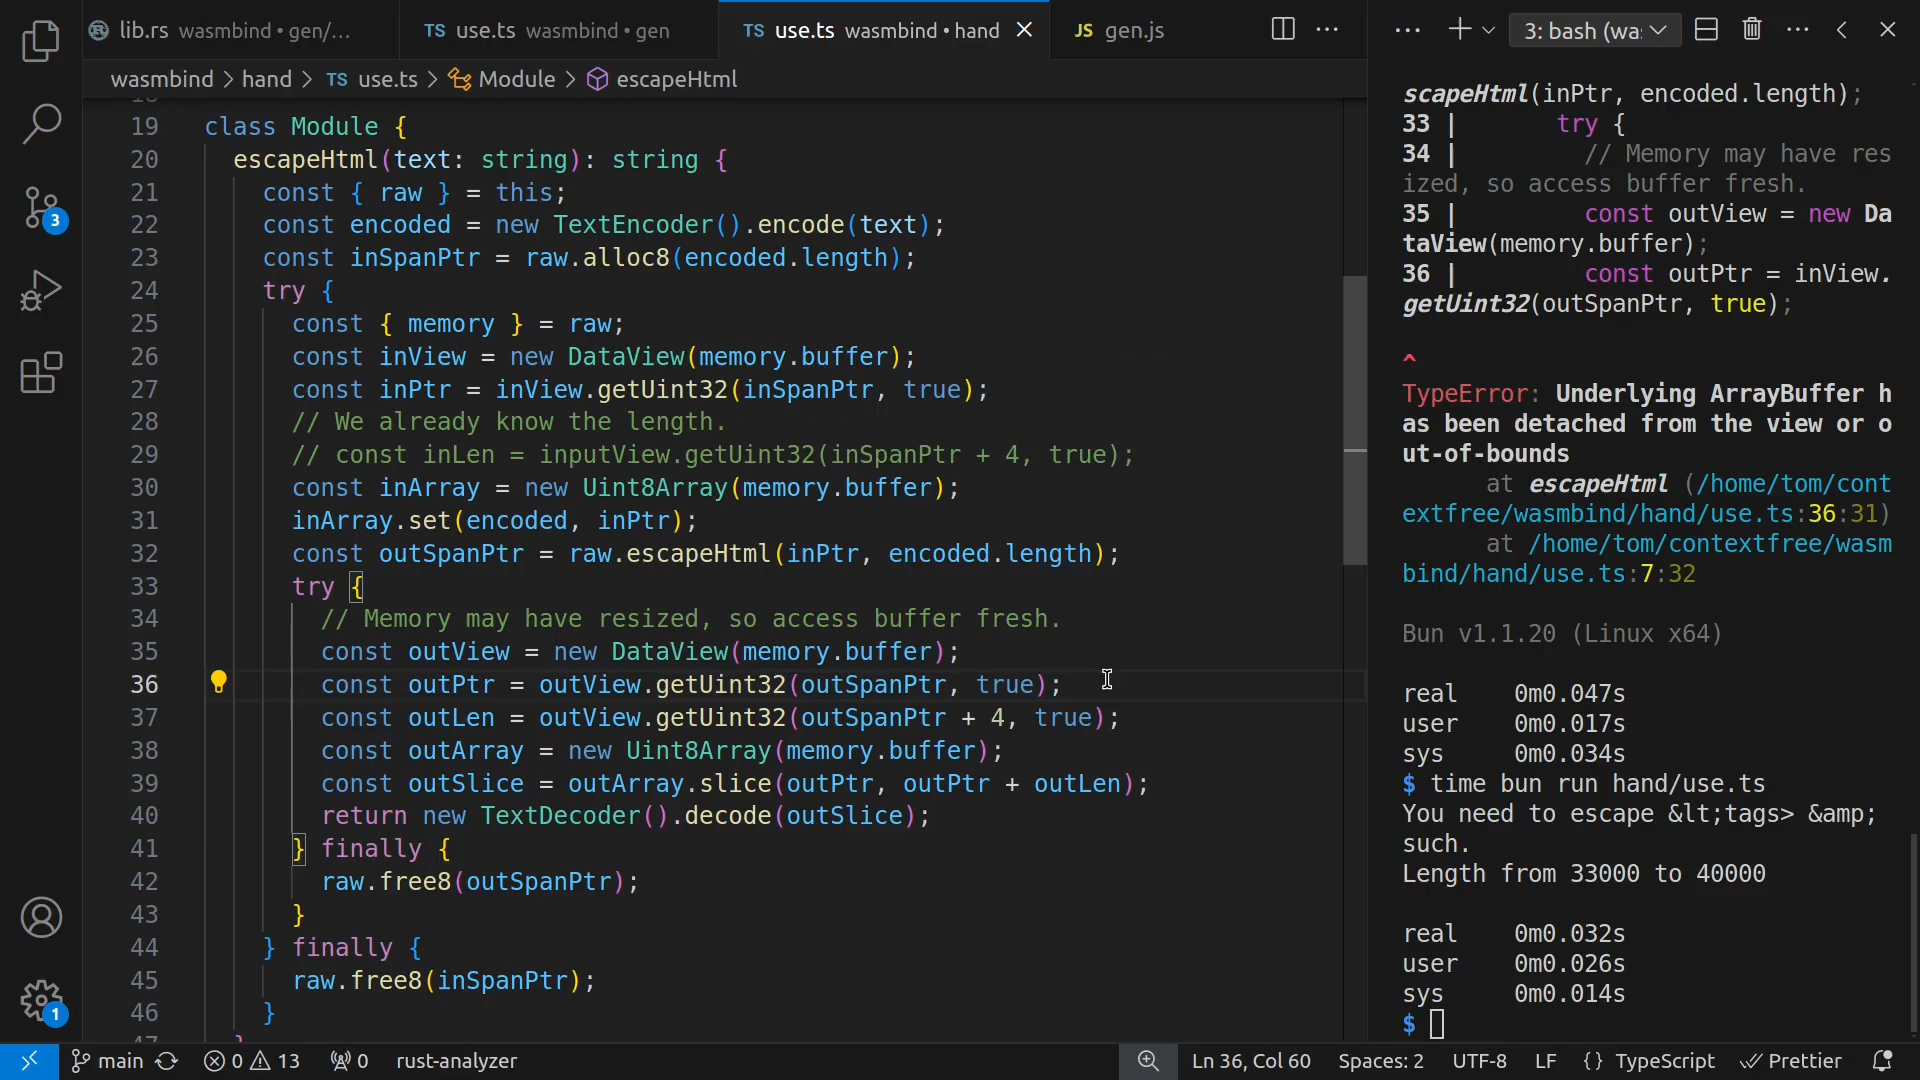 lib.rs wasmbind • gen/...
TS use.ts wasmbind • gen
TS use.ts wasmbind • hand
JS gen.js
3: bash (wa:
wasmbind > hand > TS use.ts > Module > escapeHtml
19 class Module {
20 escapeHtml(text: string): string {
21 const { raw } = this;
22 const encoded = new TextEncoder().encode(text);
23 const inSpanPtr = raw.alloc8(encoded.length);
24 try {
25 const { memory } = raw;
26 const inView = new DataView(memory.buffer);
27 const inPtr = inView.getUint32(inSpanPtr, true);
28 // We already know the length.
29 // const inLen = inputView.getUint32(inSpanPtr + 4, true);
30 const inArray = new Uint8Array(memory.buffer);
31 inArray.set(encoded, inPtr);
32 const outSpanPtr = raw.escapeHtml(inPtr, encoded.length);
33 try {
34 // Memory may have resized, so access buffer fresh.
35 const outView = new DataView(memory.buffer);
36 const outPtr = outView.getUint32(outSpanPtr, true);
37 const outLen = outView.getUint32(outSpanPtr + 4, true);
38 const outArray = new Uint8Array(memory.buffer);
39 const outSlice = outArray.slice(outPtr, outPtr + outLen);
40 return new TextDecoder().decode(outSlice);
41 } finally {
42 raw.free8(outSpanPtr);
43 }
44 } finally {
45 raw.free8(inSpanPtr);
46 }
scapeHtml(inPtr, encoded.length);
33 | try {
34 | // Memory may have res
ized, so access buffer fresh.
35 | const outView = new Da
taView(memory.buffer);
36 | const outPtr = inView.
getUint32(outSpanPtr, true);
^
TypeError: Underlying ArrayBuffer h
as been detached from the view or o
ut-of-bounds
at escapeHtml (/home/tom/cont
extfree/wasmbind/hand/use.ts:36:31)
at /home/tom/contextfree/wasm
bind/hand/use.ts:7:32
Bun v1.1.20 (Linux x64)
real 0m0.047s
user 0m0.017s
sys 0m0.034s
$ time bun run hand/use.ts
You need to escape &lt;tags> &amp;
such.
Length from 33000 to 40000
real 0m0.032s
user 0m0.026s
sys 0m0.014s
$
3
1
main 0 13 0 rust-analyzer
Ln 36, Col 60 Spaces: 2 UTF-8 LF {} TypeScript Prettier